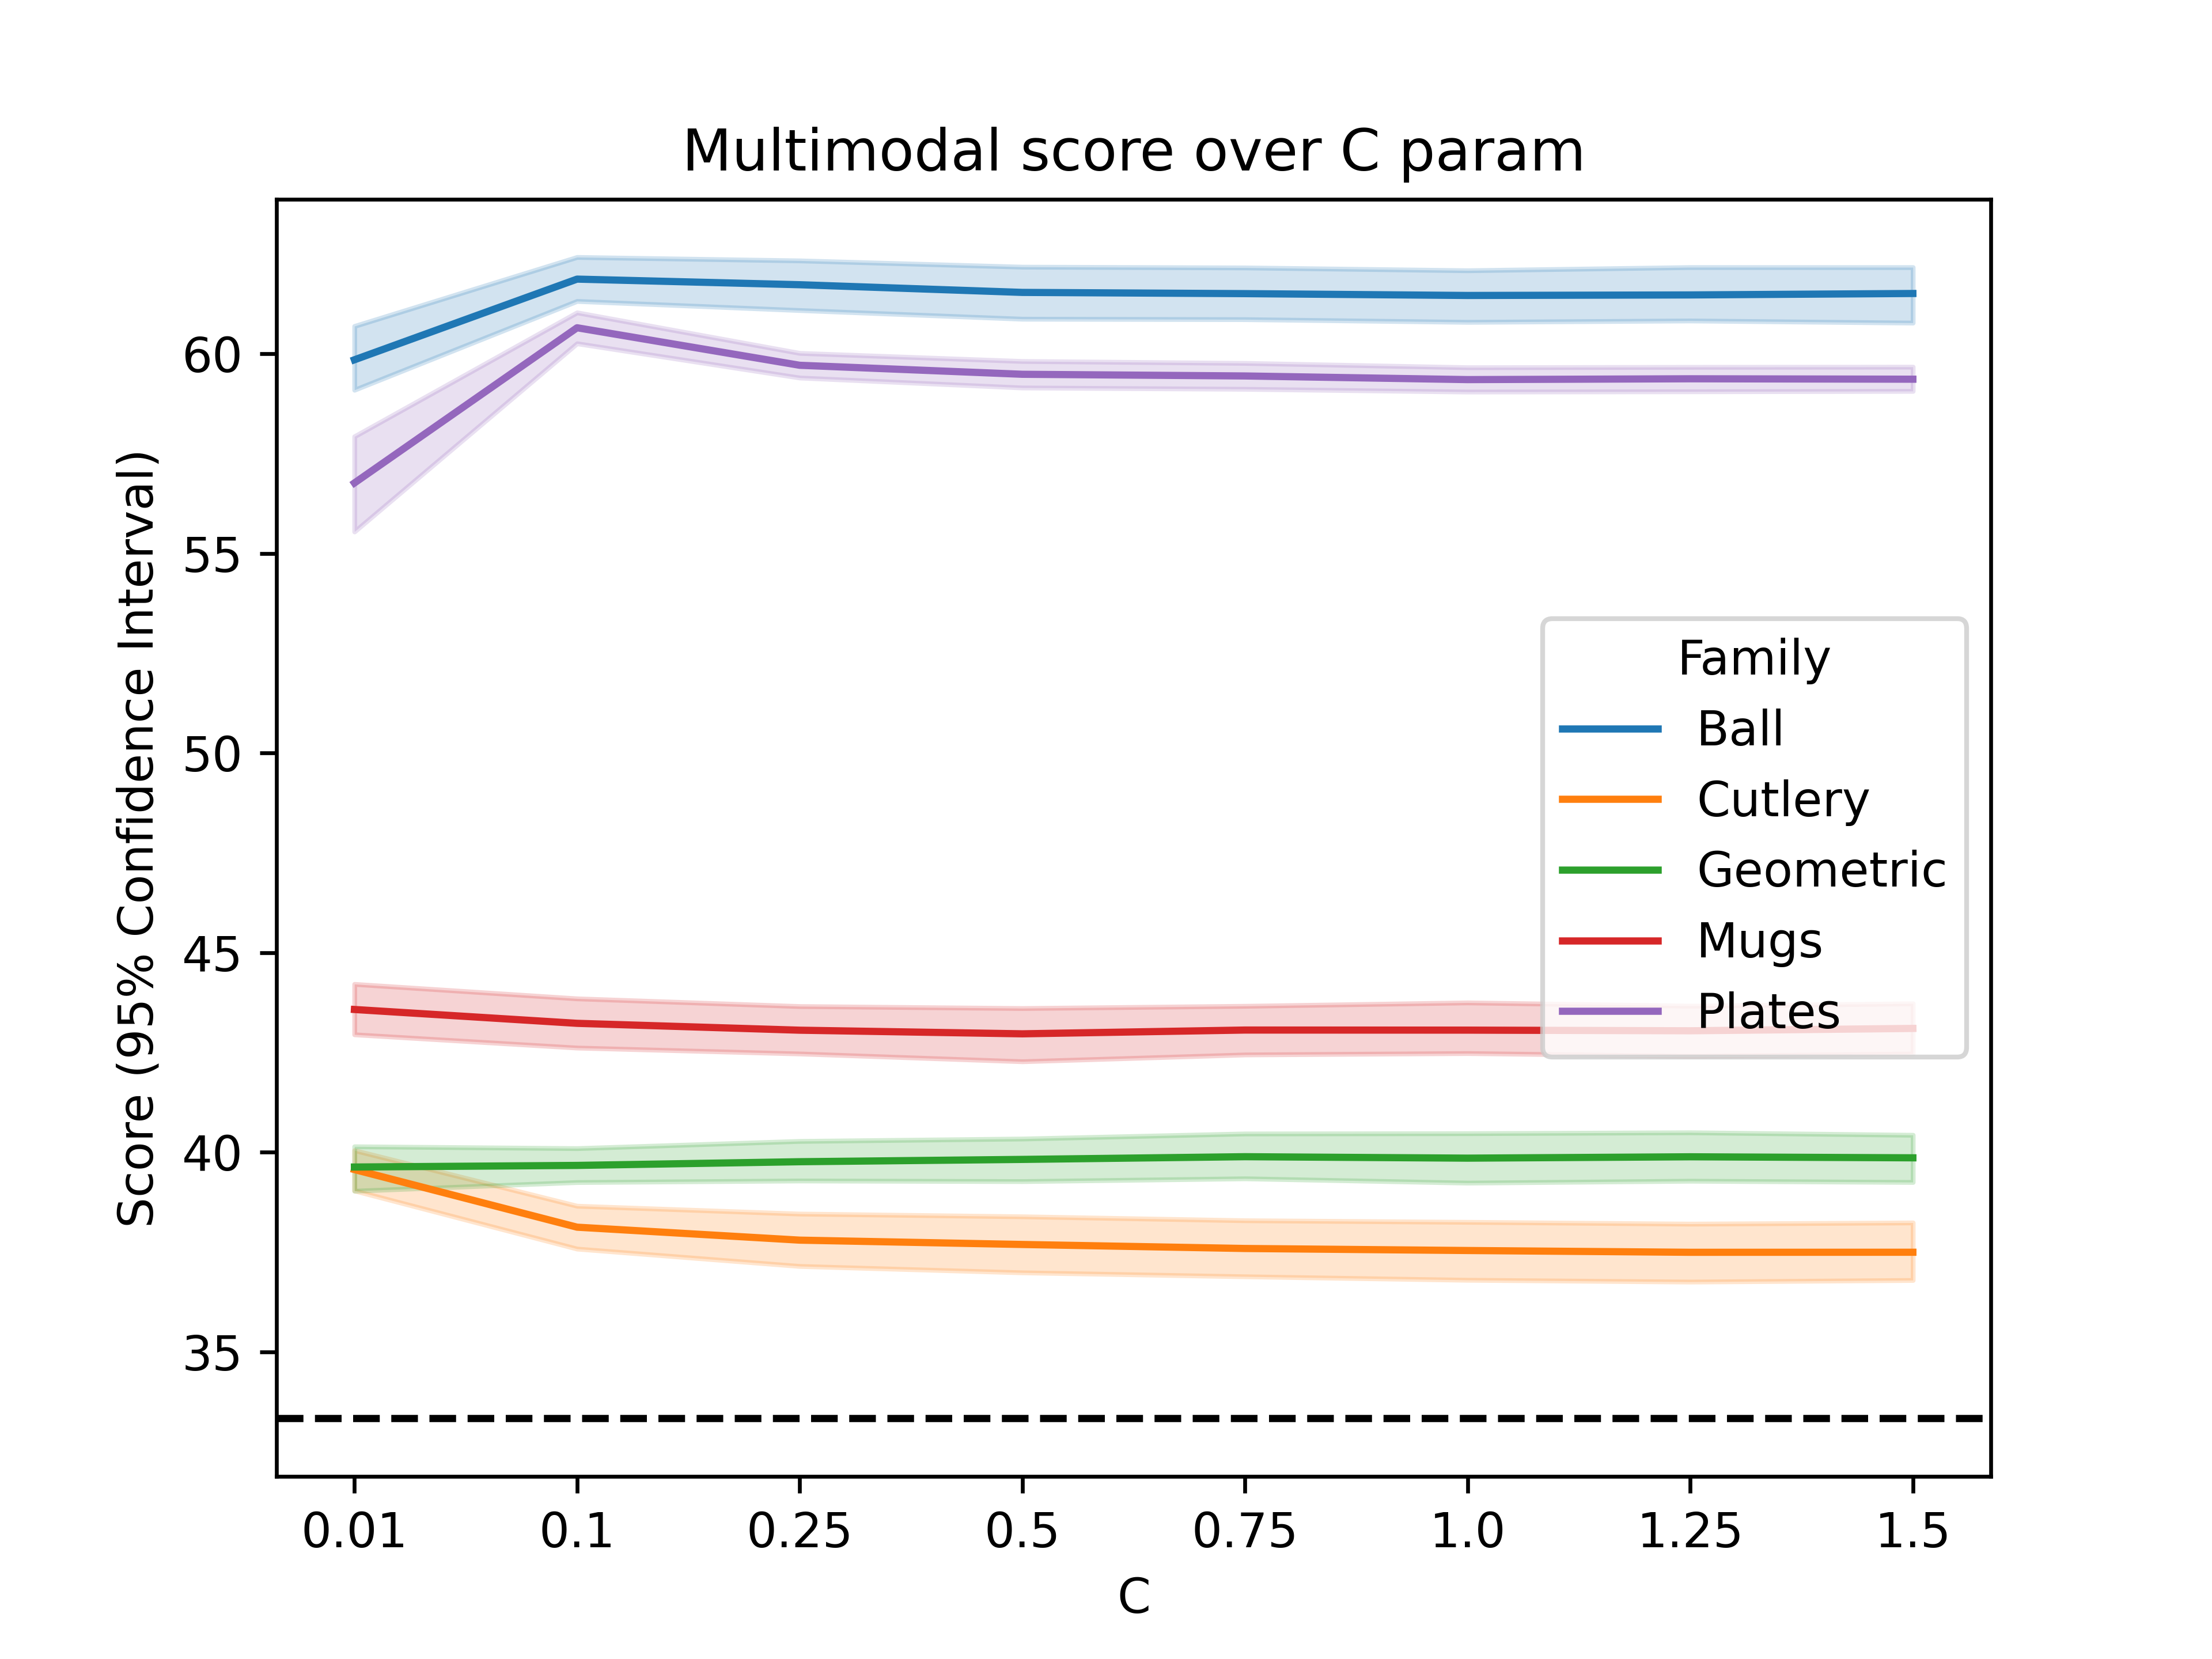 Multimodal score over C param
Score (95% Confidence Interval)
60
55
50
45
40
35
Family
Ball
Cutlery
Geometric
Mugs
Plates
0.01 0.1 0.25 0.5 0.75 1.0 1.25 1.5
C